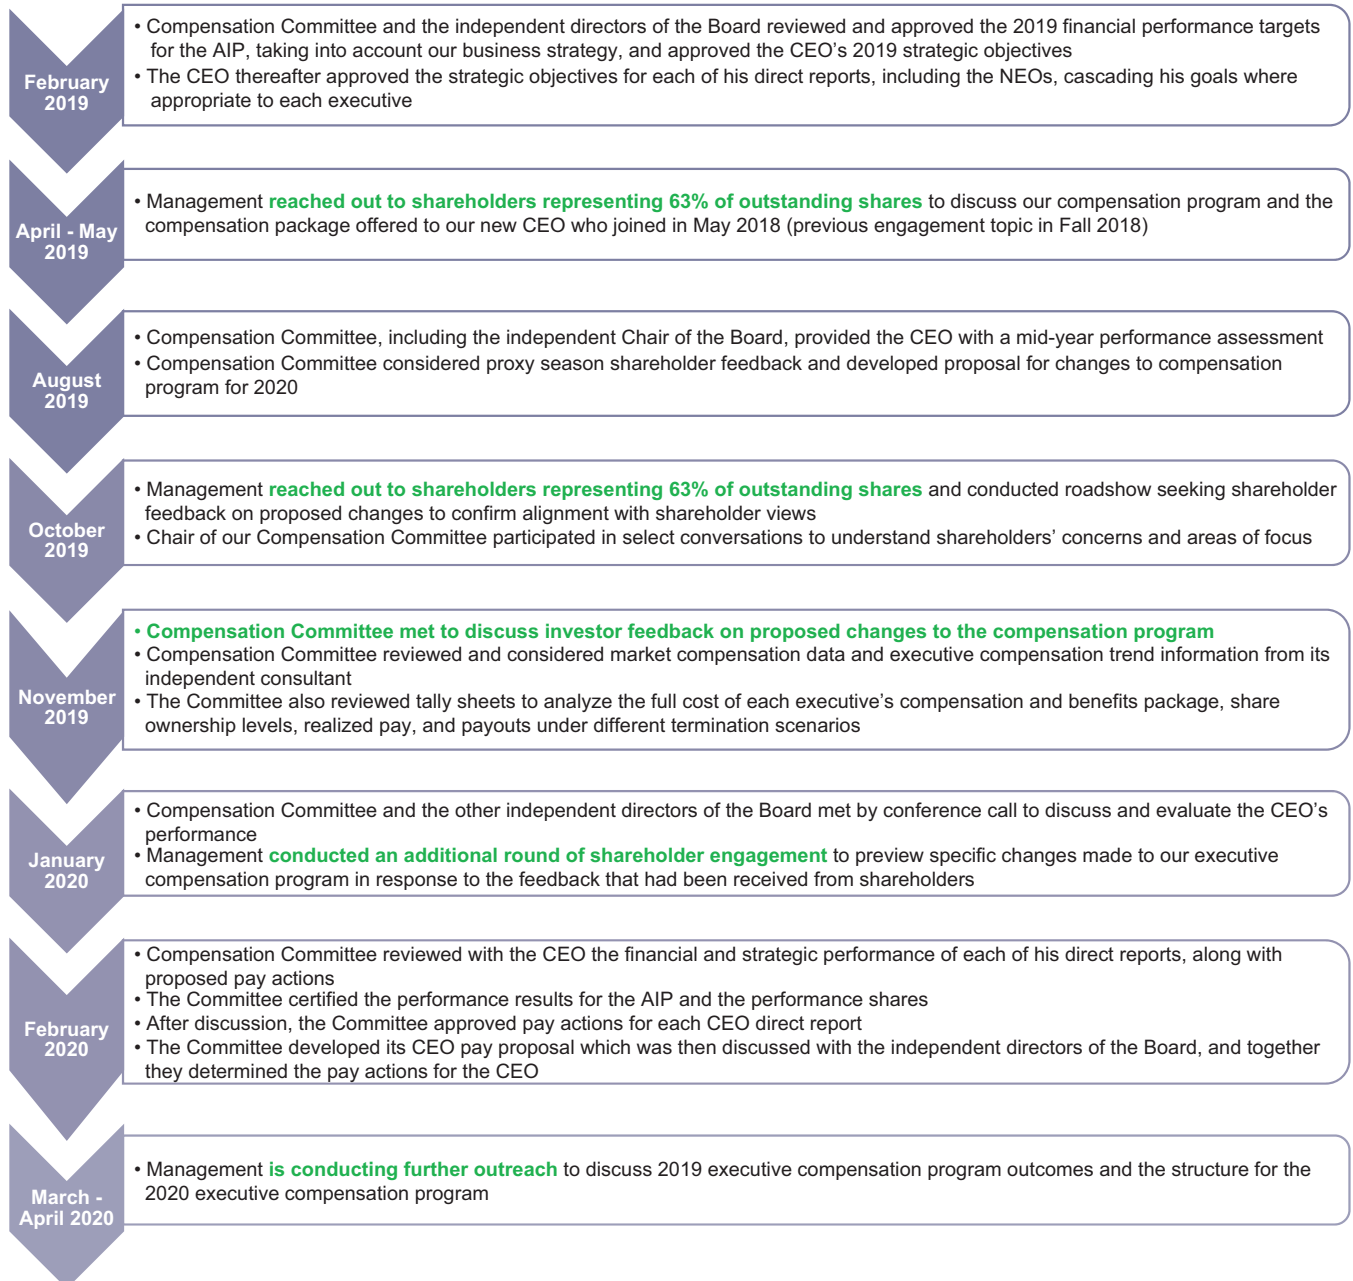 February
2019
• Compensation Committee and the independent directors of the Board reviewed and approved the 2019 financial performance targets
for the AIP, taking into account our business strategy, and approved the CEO’s 2019 strategic objectives
• The CEO thereafter approved the strategic objectives for each of his direct reports, including the NEOs, cascading his goals where
appropriate to each executive
April - May
2019
• Management reached out to shareholders representing 63% of outstanding shares to discuss our compensation program and the
compensation package offered to our new CEO who joined in May 2018 (previous engagement topic in Fall 2018)
August
2019
• Compensation Committee, including the independent Chair of the Board, provided the CEO with a mid-year performance assessment
• Compensation Committee considered proxy season shareholder feedback and developed proposal for changes to compensation
program for 2020
October
2019
• Management reached out to shareholders representing 63% of outstanding shares and conducted roadshow seeking shareholder
feedback on proposed changes to confirm alignment with shareholder views
• Chair of our Compensation Committee participated in select conversations to understand shareholders’ concerns and areas of focus
November
2019
• Compensation Committee met to discuss investor feedback on proposed changes to the compensation program
• Compensation Committee reviewed and considered market compensation data and executive compensation trend information from its
independent consultant
• The Committee also reviewed tally sheets to analyze the full cost of each executive’s compensation and benefits package, share
ownership levels, realized pay, and payouts under different termination scenarios
January
2020
• Compensation Committee and the other independent directors of the Board met by conference call to discuss and evaluate the CEO’s
performance
• Management conducted an additional round of shareholder engagement to preview specific changes made to our executive
compensation program in response to the feedback that had been received from shareholders
February
2020
• Compensation Committee reviewed with the CEO the financial and strategic performance of each of his direct reports, along with
proposed pay actions
• The Committee certified the performance results for the AIP and the performance shares
• After discussion, the Committee approved pay actions for each CEO direct report
• The Committee developed its CEO pay proposal which was then discussed with the independent directors of the Board, and together
they determined the pay actions for the CEO
March -
April 2020
• Management is conducting further outreach to discuss 2019 executive compensation program outcomes and the structure for the
2020 executive compensation program